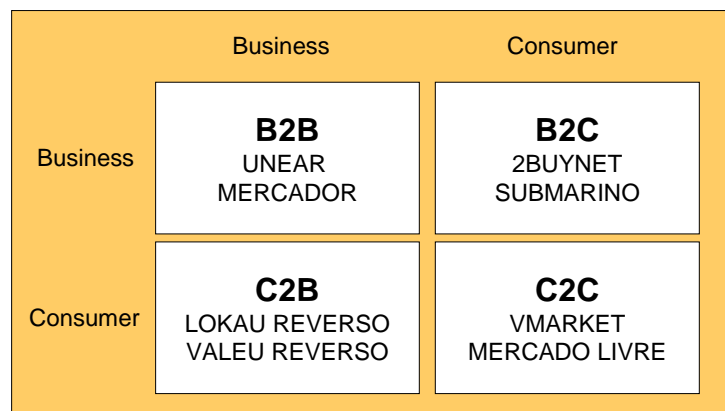 Business Consumer
Business
B2B
UNEAR
MERCADOR
B2C
2BUYNET
SUBMARINO
Consumer
C2B
LOKAU REVERSO
VALEU REVERSO
C2C
VMARKET
MERCADO LIVRE